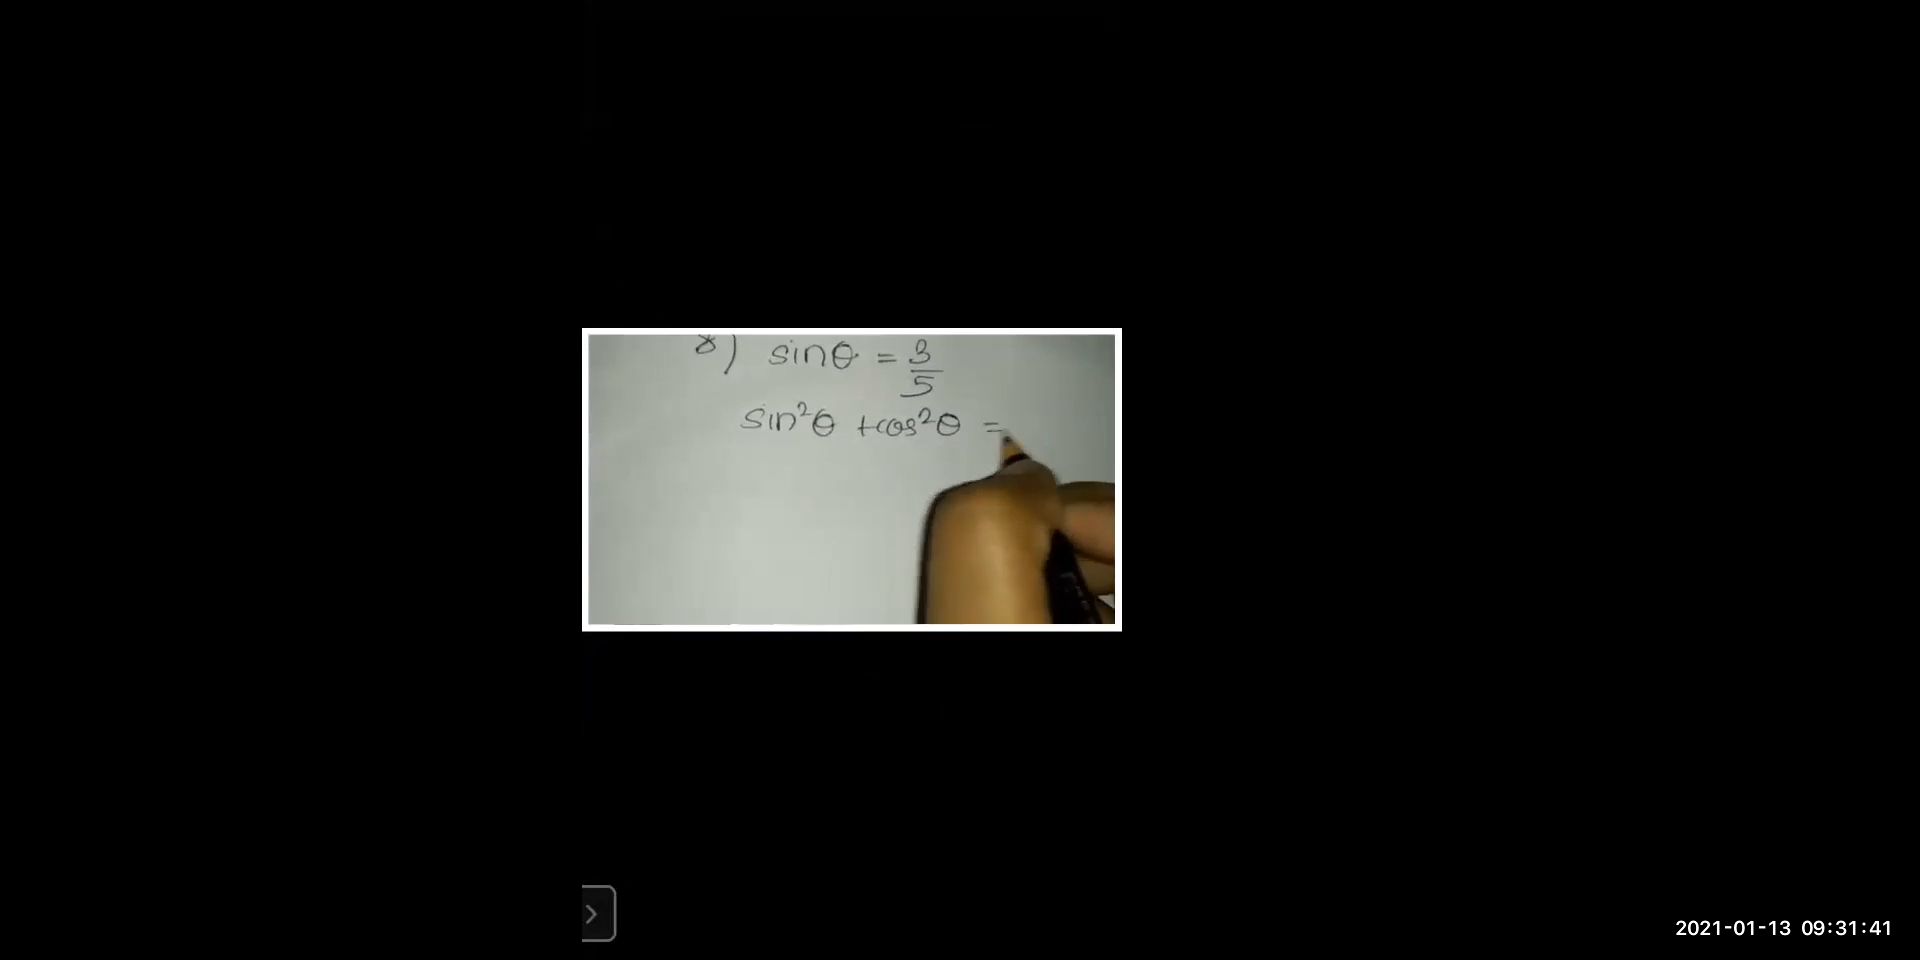 8) sinθ = 3/5
sin²θ + cos²θ =
2021-01-13 09:31:41